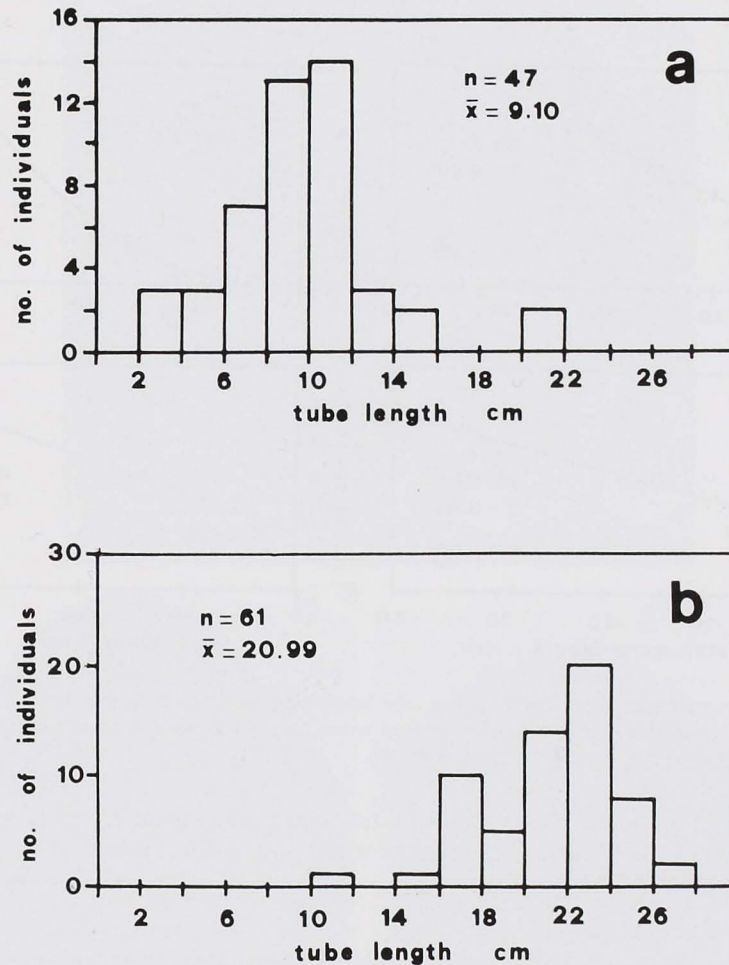 16
a
n = 47
x̄ = 9.10
12
8
4
0
no. of individuals
2 6 10 14 18 22 26
tube length cm
30
b
n = 61
x̄ = 20.99
20
10
0
no. of individuals
2 6 10 14 18 22 26
tube length cm